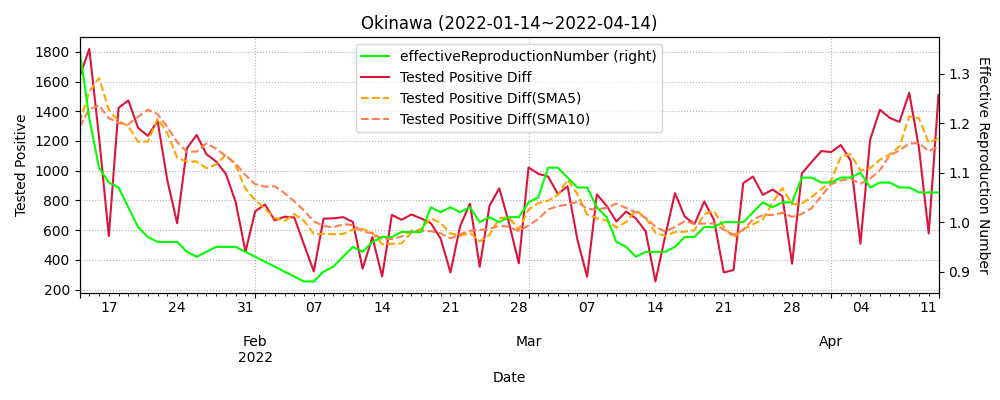 Okinawa (2022-01-14~2022-04-14)
effectiveReproductionNumber (right)
Tested Positive Diff
Tested Positive Diff(SMA5)
Tested Positive Diff(SMA10)
Tested Positive
1800
1600
1400
1200
1000
800
600
400
200
Effective Reproduction Number
1.3
1.2
1.1
1.0
0.9
17 24 31 07 14 21 28 07 14 21 28 04 11
Feb Mar Apr
2022
Date